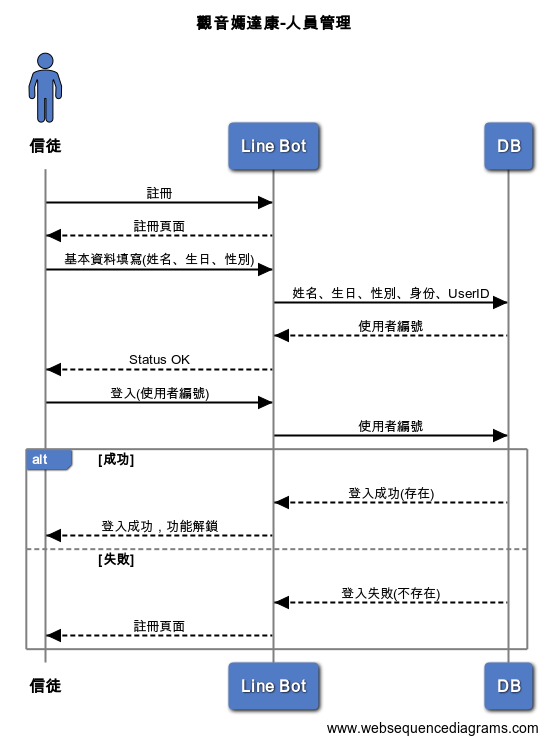 觀音媽達康-人員管理
信徒
Line Bot
DB
註冊
註冊頁面
基本資料填寫(姓名、生日、性別)
姓名、生日、性別、身份、UserID
使用者編號
Status OK
登入(使用者編號)
使用者編號
alt
[成功]
登入成功(存在)
登入成功，功能解鎖
[失敗]
登入失敗(不存在)
註冊頁面
信徒
Line Bot
DB
www.websequencediagrams.com